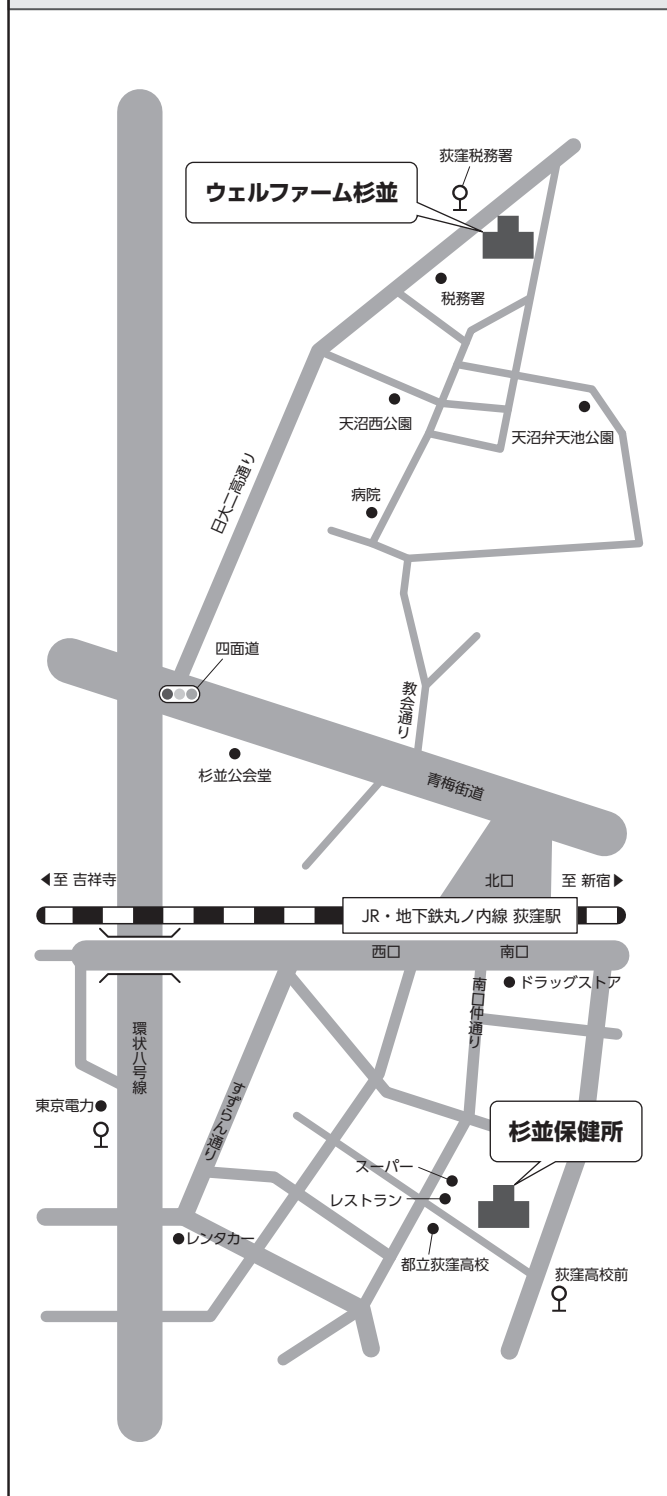 荻窪税務署
ウェルファーム杉並
税務署
天沼西公園
天沼弁天池公園
日大二高通り
病院
四面道
教会通り
杉並公会堂
青梅街道
至 吉祥寺
北口
至 新宿
JR・地下鉄丸ノ内線 荻窪駅
西口
南口
ドラッグストア
南口仲通り
環状八号線
東京電力
すずらん通り
杉並保健所
スーパー
レストラン
レンタカー
都立荻窪高校
荻窪高校前